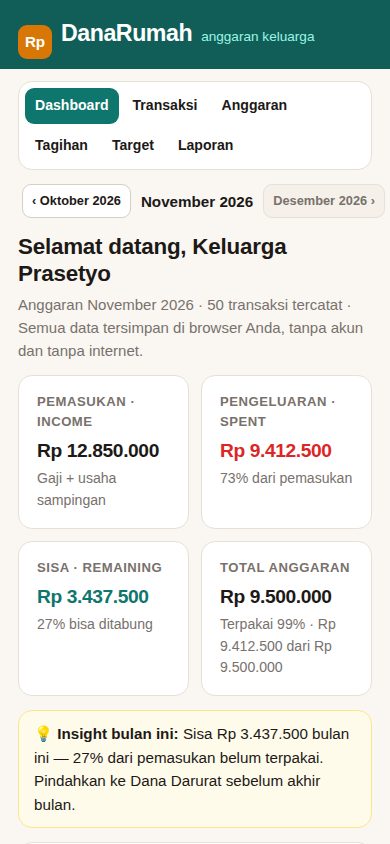 Rp DanaRumah anggaran keluarga
Dashboard Transaksi Anggaran
Tagihan Target Laporan
‹ Oktober 2026 November 2026 Desember 2026 ›
Selamat datang, Keluarga
Prasetyo
Anggaran November 2026 · 50 transaksi tercatat ·
Semua data tersimpan di browser Anda, tanpa akun
dan tanpa internet.
PEMASUKAN ·
INCOME
Rp 12.850.000
Gaji + usaha
sampingan
PENGELUARAN ·
SPENT
Rp 9.412.500
73% dari pemasukan
SISA · REMAINING
Rp 3.437.500
27% bisa ditabung
TOTAL ANGGARAN
Rp 9.500.000
Terpakai 99% · Rp
9.412.500 dari Rp
9.500.000
💡 Insight bulan ini: Sisa Rp 3.437.500 bulan
ini — 27% dari pemasukan belum terpakai.
Pindahkan ke Dana Darurat sebelum akhir
bulan.